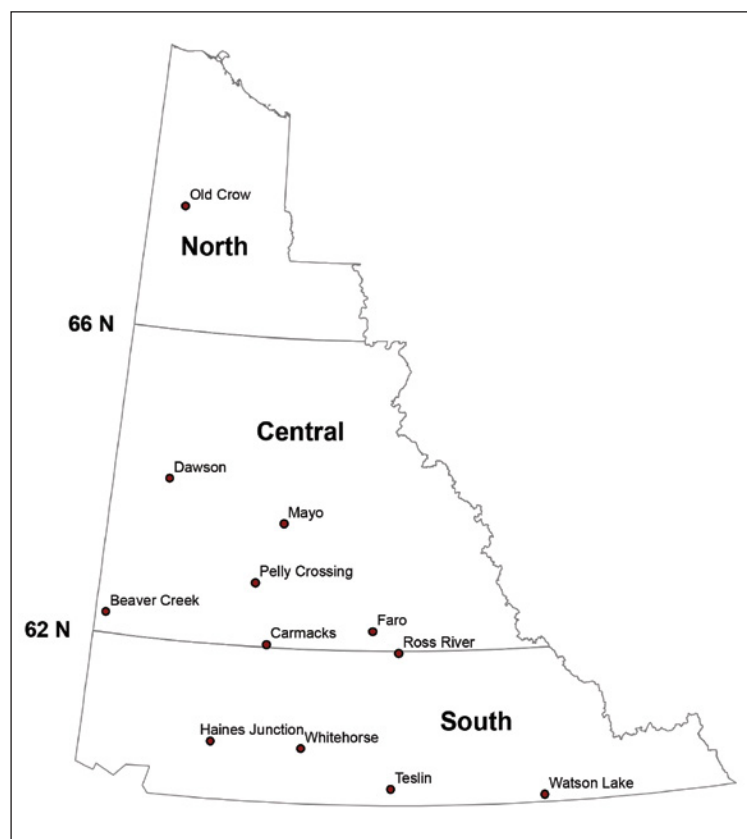 Old Crow
North
66 N
Central
Dawson
Mayo
Pelly Crossing
Beaver Creek
Faro
62 N
Carmacks
Ross River
South
Haines Junction
Whitehorse
Teslin
Watson Lake